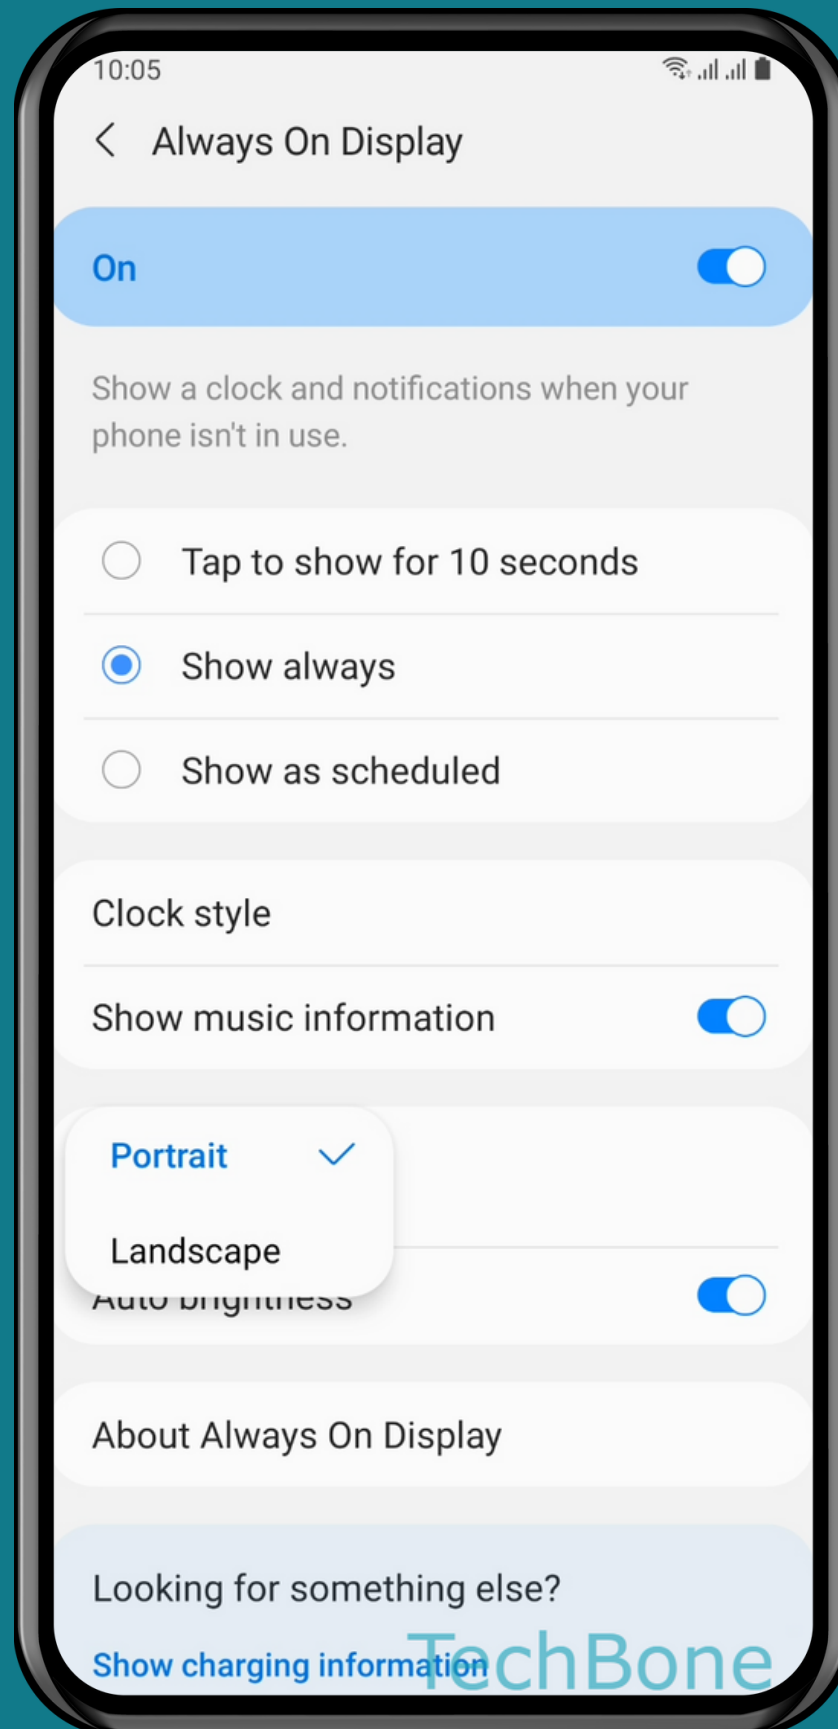 10:05
Always On Display
On
Show a clock and notifications when your
phone isn't in use.
Tap to show for 10 seconds
Show always
Show as scheduled
Clock style
Show music information
Portrait
Landscape
Auto brightness
About Always On Display
Looking for something else?
Show charging information
TechBone